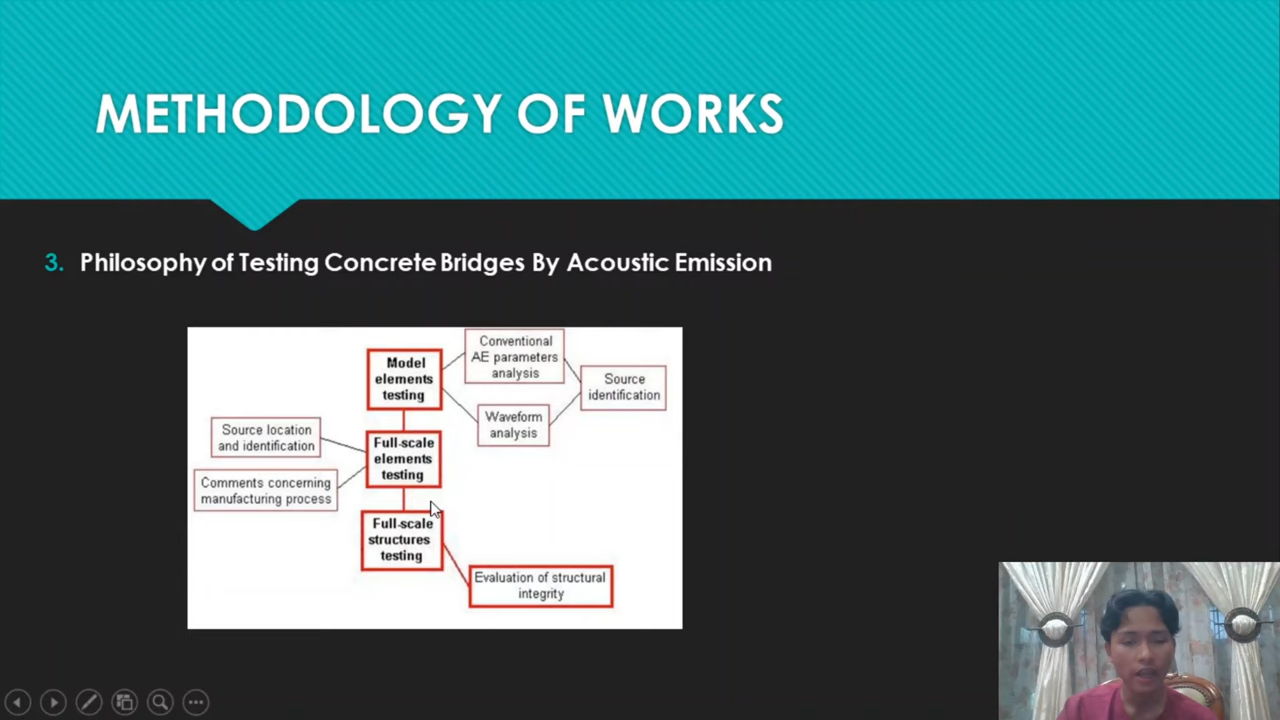 METHODOLOGY OF WORKS
3. Philosophy of Testing Concrete Bridges By Acoustic Emission
Model
elements
testing
Conventional
AE parameters
analysis
Waveform
analysis
Source
identification
Source location
and identification
Full-scale
elements
testing
Comments concerning
manufacturing process
Full-scale
structures
testing
Evaluation of structural
integrity